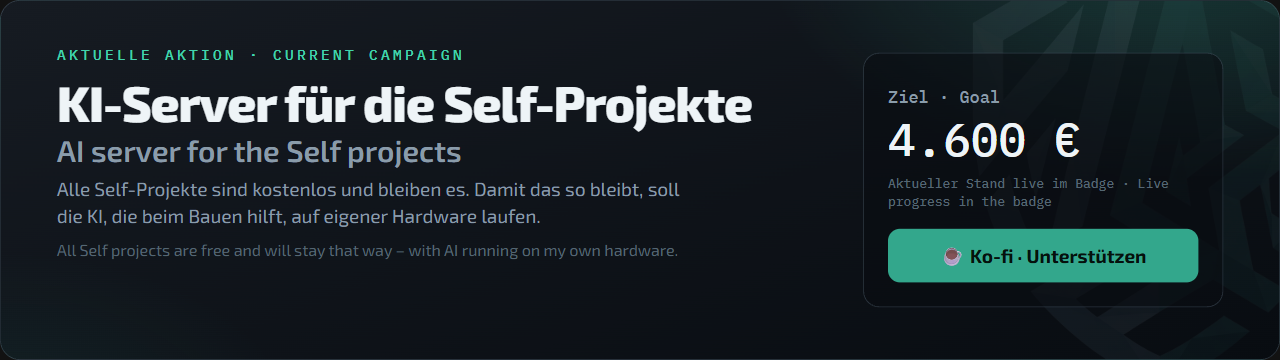 AKTUELLE AKTION · CURRENT CAMPAIGN
KI-Server für die Self-Projekte
AI server for the Self projects
Alle Self-Projekte sind kostenlos und bleiben es. Damit das so bleibt, soll
die KI, die beim Bauen hilft, auf eigener Hardware laufen.
All Self projects are free and will stay that way – with AI running on my own hardware.
Ziel · Goal
4.600 €
Aktueller Stand live im Badge · Live
progress in the badge
Ko-fi · Unterstützen